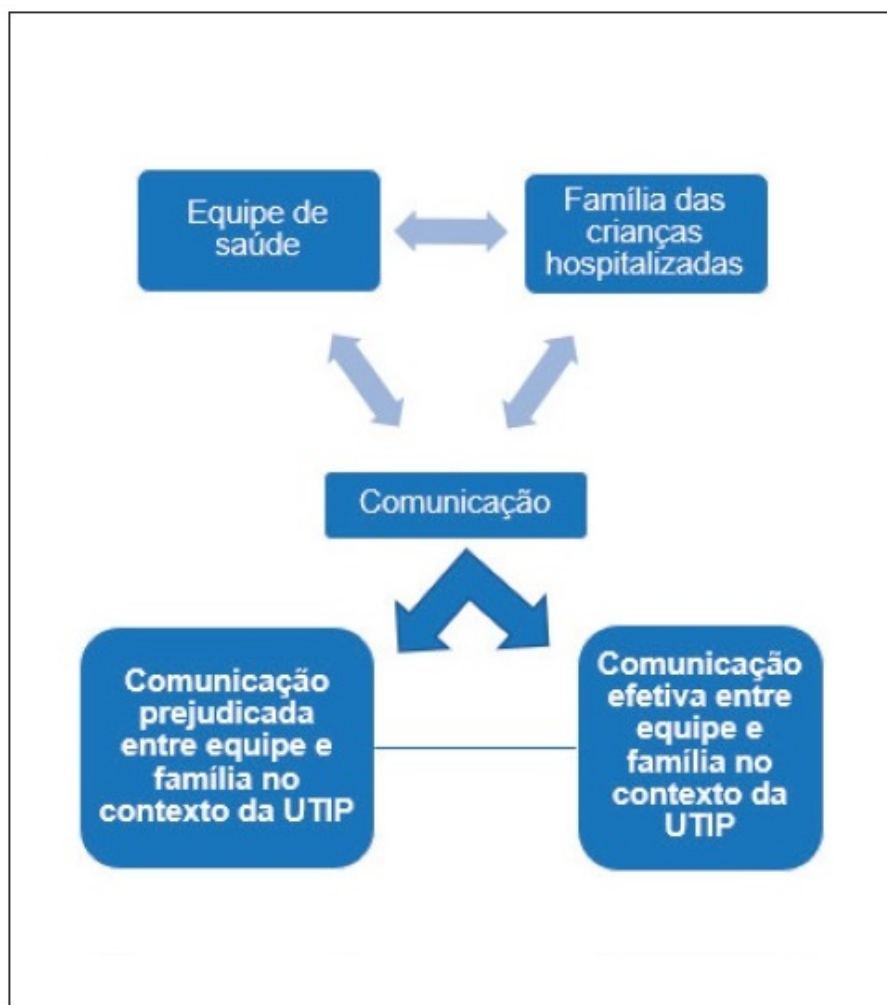 Equipe de
saúde
Família das
crianças
hospitalizadas
Comunicação
Comunicação
prejudicada
entre equipe e
família no
contexto da UTIP
Comunicação
efetiva entre
equipe e
família no
contexto da
UTIP